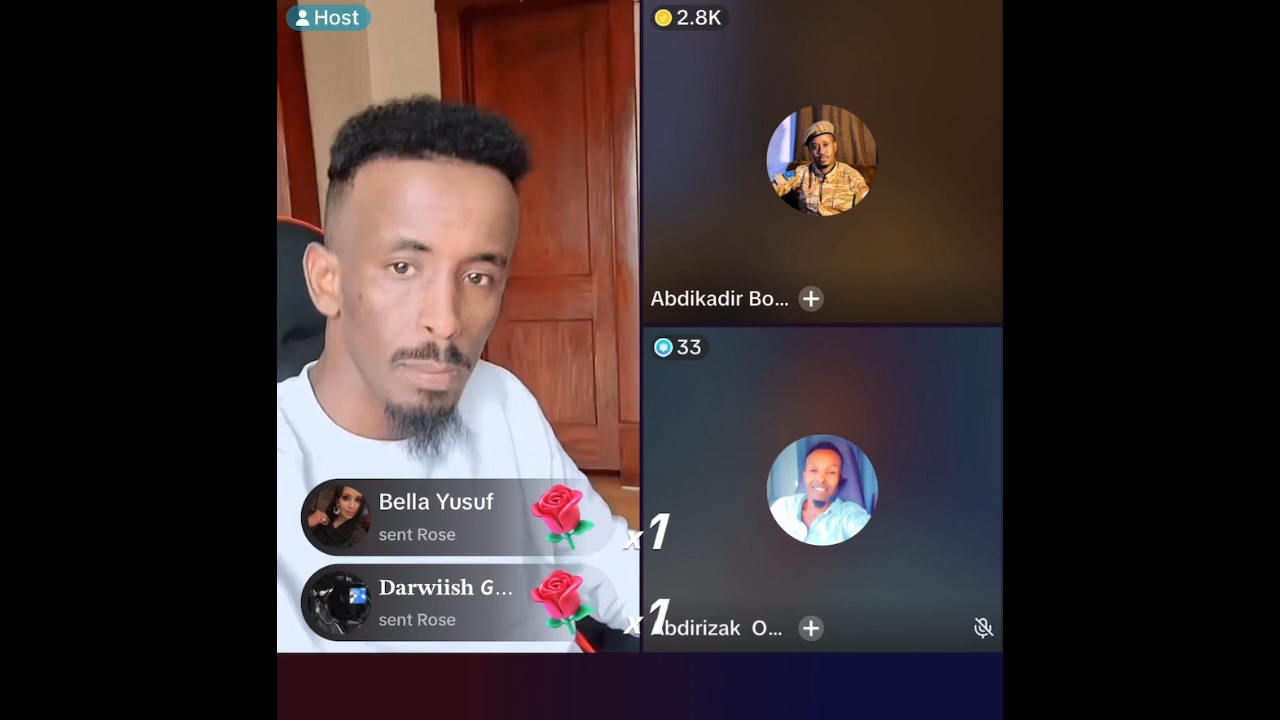 Host
2.8K
Abdikadir Bo...
33
Bella Yusuf
sent Rose
x1
Darwiish G...
sent Rose
x1
bdirizak O...